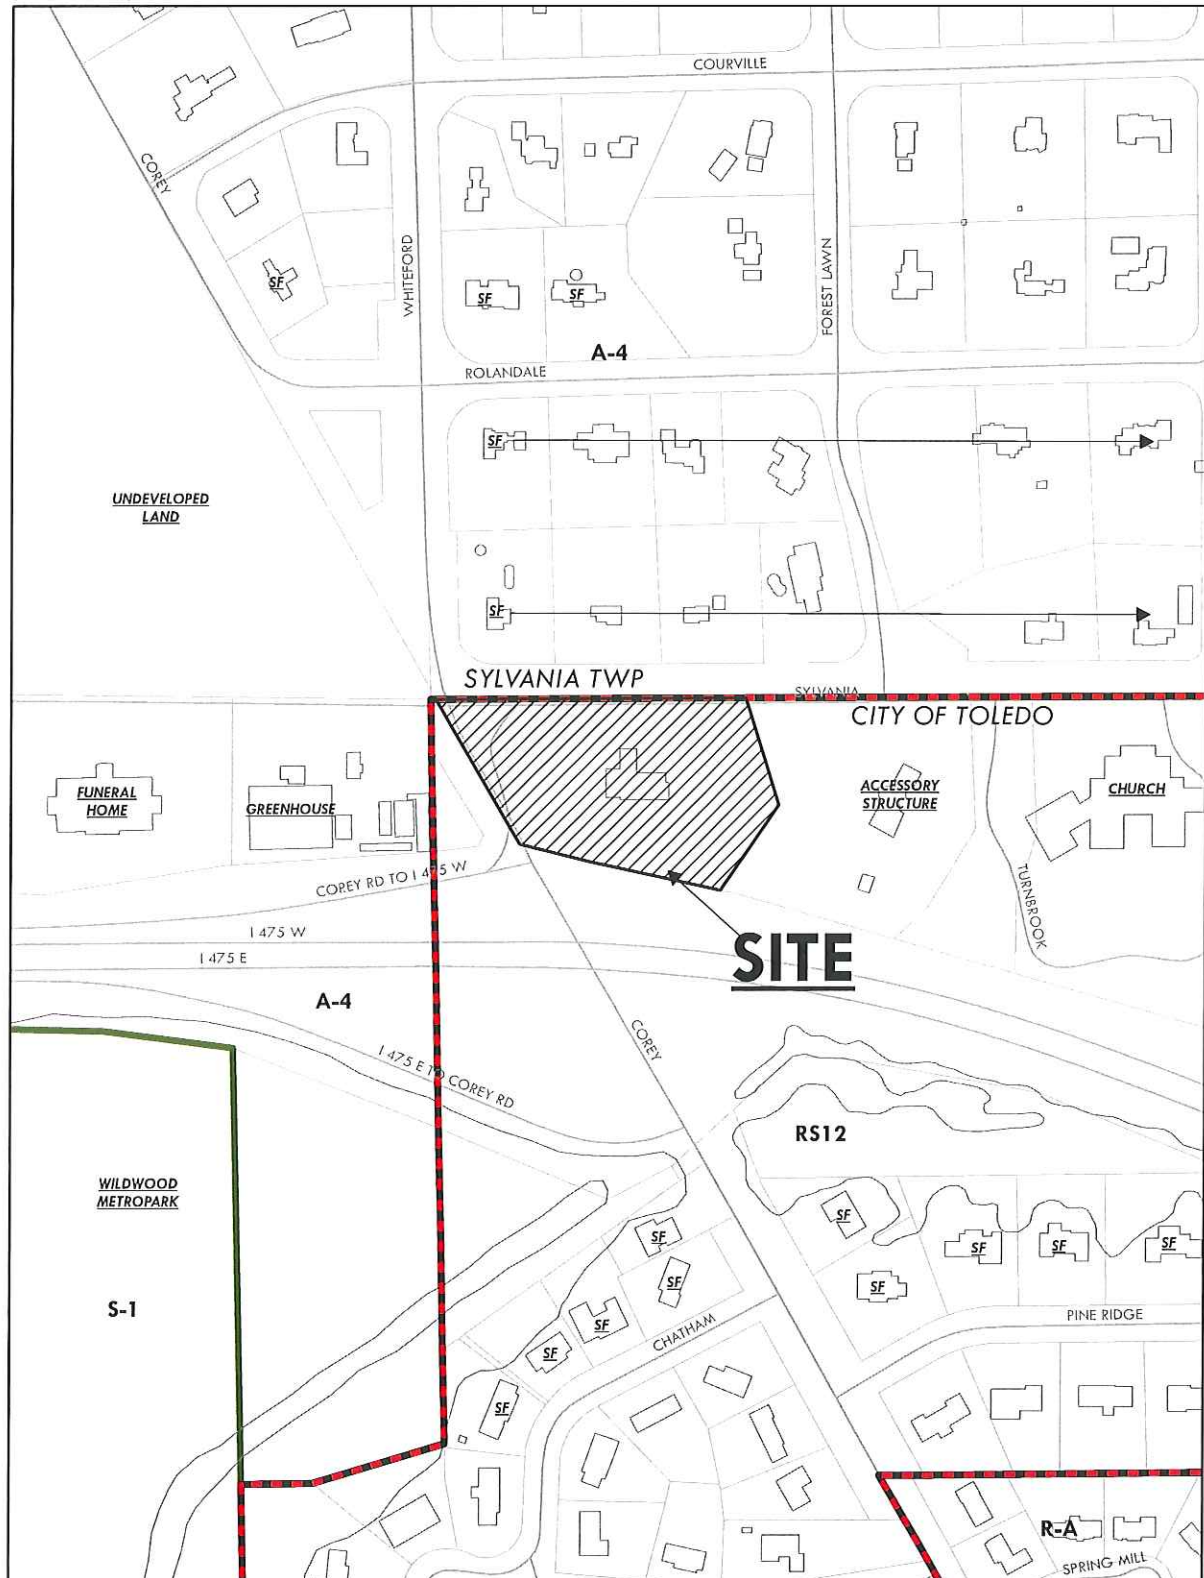 COURVILLE
COREY
WHITEFORD
FOREST LAWN
SF
SF
SF
A-4
ROLANDALE
SF
UNDEVELOPED
LAND
SF
SYLVANIA TWP
SYLVANIA
CITY OF TOLEDO
FUNERAL
HOME
GREENHOUSE
ACCESSORY
STRUCTURE
CHURCH
COREY RD TO I 475 W
TURNBROOK
I 475 W
I 475 E
SITE
A-4
COREY
I 475 E TO COREY RD
RS12
WILDWOOD
METROPARK
SF
SF
SF
SF
SF
SF
SF
S-1
SF
PINE RIDGE
SF
CHATHAM
SF
SF
R-A
SPRING MILL